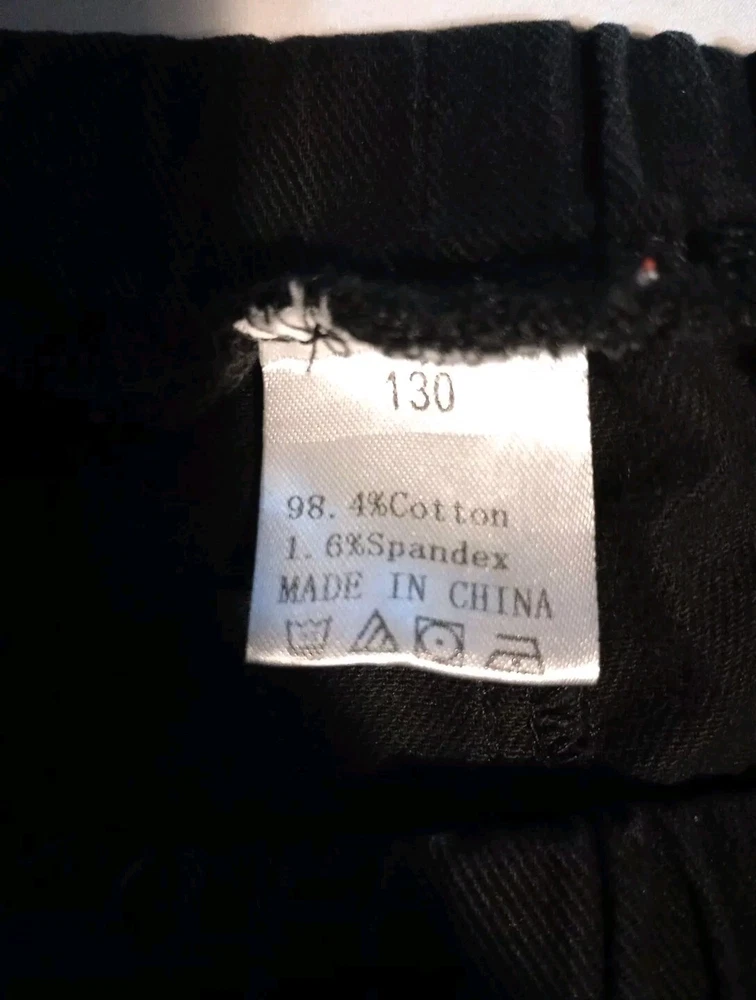 130
98.4%Cotton
1.6%Spandex
MADE IN CHINA